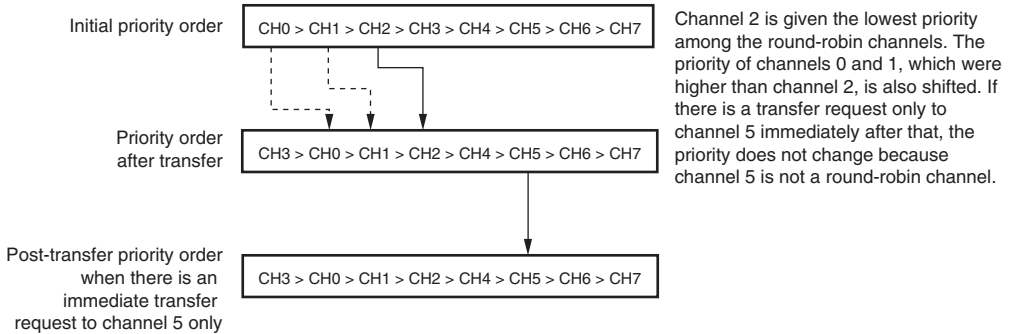 Initial priority order
CH0 > CH1 > CH2 > CH3 > CH4 > CH5 > CH6 > CH7
Channel 2 is given the lowest priority
among the round-robin channels. The
priority of channels 0 and 1, which were
higher than channel 2, is also shifted. If
there is a transfer request only to
channel 5 immediately after that, the
priority does not change because
channel 5 is not a round-robin channel.
Priority order
after transfer
CH3 > CH0 > CH1 > CH2 > CH4 > CH5 > CH6 > CH7
Post-transfer priority order
when there is an
immediate transfer
request to channel 5 only
CH3 > CH0 > CH1 > CH2 > CH4 > CH5 > CH6 > CH7